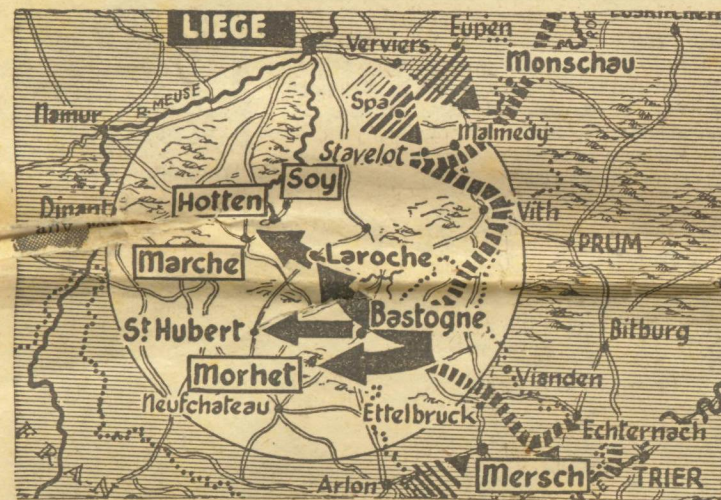 LIEGE
Verviers
Eupen
Monschau
Namur
R. MEUSE
Spa
Malmedy
Stavelot
Soy
Hotten
Dinant
Vith
PRUM
Laroche
Marche
Bastogne
St Hubert
Bitburg
Morhet
Vianden
Neufchateau
Ettelbruck
Echternach
Mersch
TRIER
Arlon